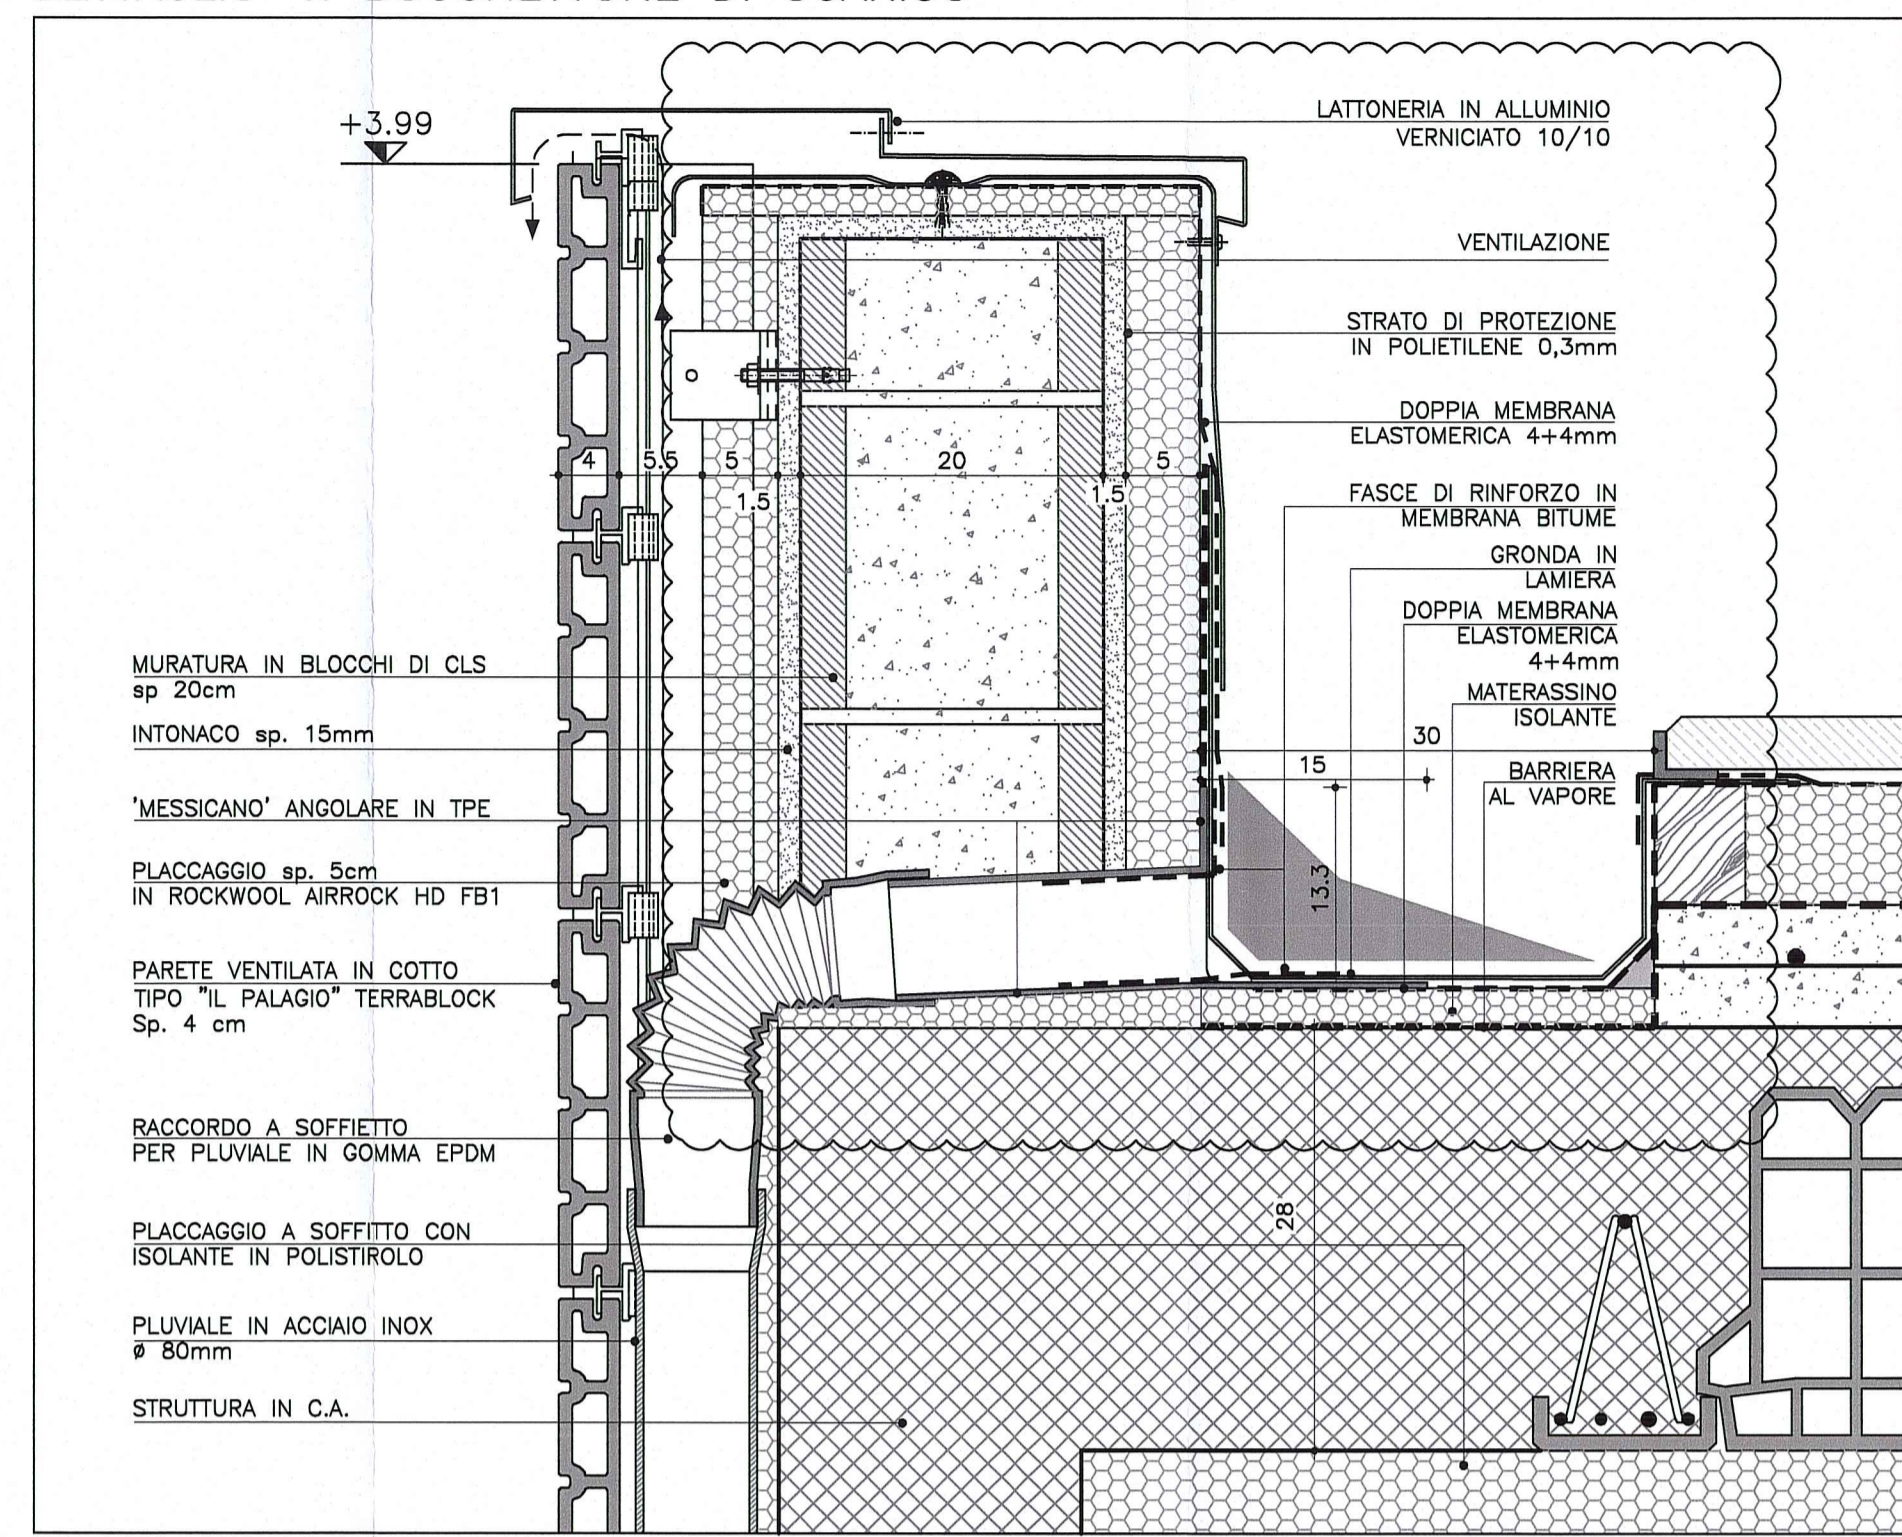 +3.99
LATTONERIA IN ALLUMINIO
VERNICIATO 10/10
VENTILAZIONE
STRATO DI PROTEZIONE
IN POLIETILENE 0,3mm
DOPPIA MEMBRANA
ELASTOMERICA 4+4mm
4 5.5 5 20 5
1.5 1.5
FASCE DI RINFORZO IN
MEMBRANA BITUME
GRONDA IN
LAMIERA
DOPPIA MEMBRANA
ELASTOMERICA
4+4mm
MATERASSINO
ISOLANTE
30
15
BARRIERA
AL VAPORE
13.3
28
MURATURA IN BLOCCHI DI CLS
sp 20cm
INTONACO sp. 15mm
'MESSICANO' ANGOLARE IN TPE
PLACCAGGIO sp. 5cm
IN ROCKWOOL AIRROCK HD FB1
PARETE VENTILATA IN COTTO
TIPO "IL PALAGIO" TERRABLOCK
Sp. 4 cm
RACCORDO A SOFFIETTO
PER PLUVIALE IN GOMMA EPDM
PLACCAGGIO A SOFFITTO CON
ISOLANTE IN POLISTIROLO
PLUVIALE IN ACCIAIO INOX
ø 80mm
STRUTTURA IN C.A.